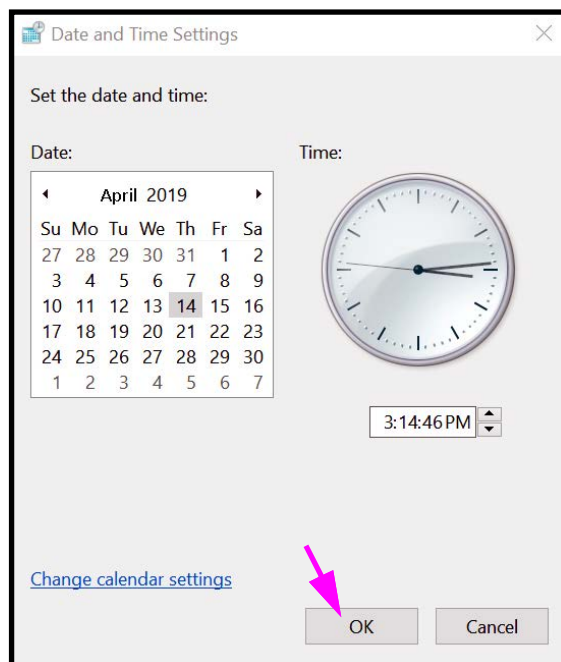 Date and Time Settings
Set the date and time:
Date:
Time:
April 2019
Su Mo Tu We Th Fr Sa
27 28 29 30 31 1 2
3 4 5 6 7 8 9
10 11 12 13 14 15 16
17 18 19 20 21 22 23
24 25 26 27 28 29 30
1 2 3 4 5 6 7
3:14:46 PM
Change calendar settings
OK
Cancel